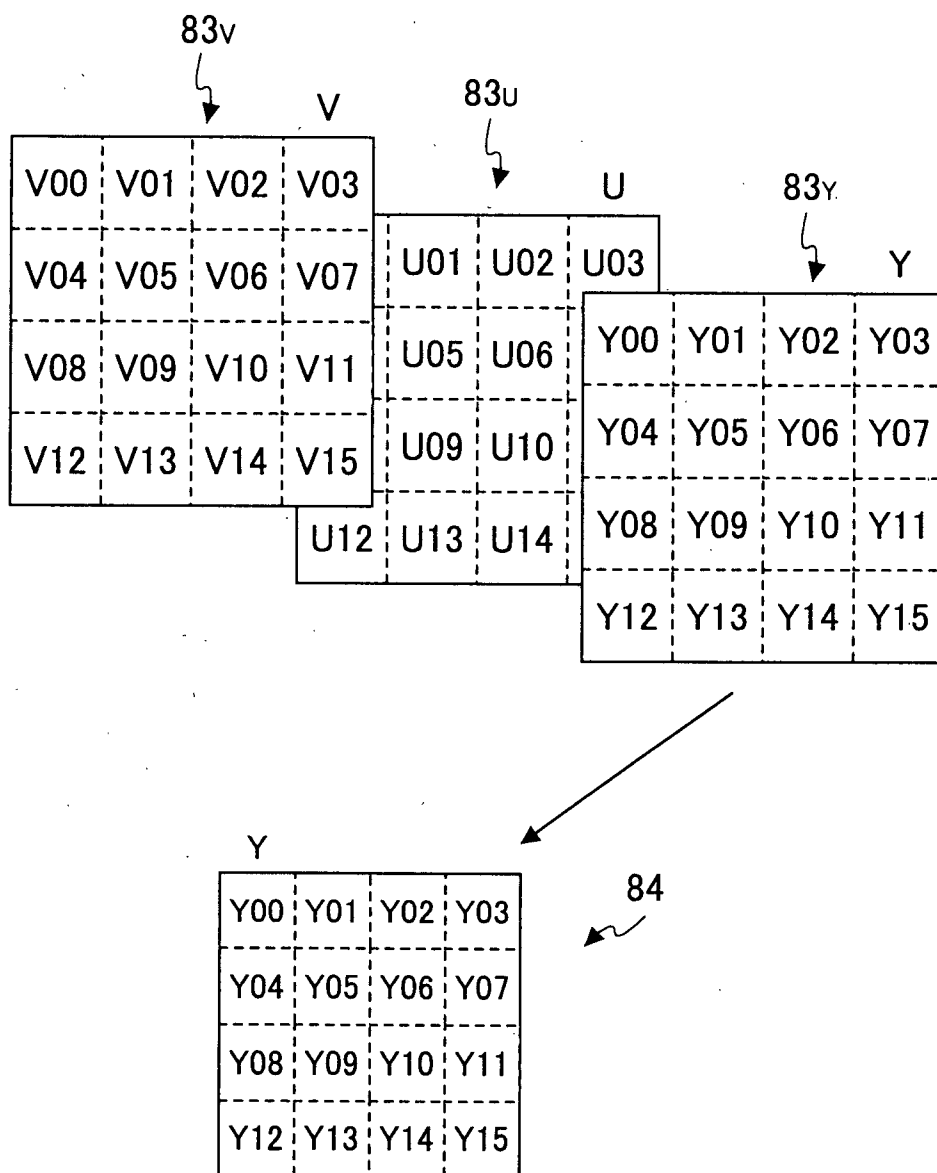 83V
V
V00 V01 V02 V03
V04 V05 V06 V07
V08 V09 V10 V11
V12 V13 V14 V15
83U
U
U01 U02 U03
U05 U06
U09 U10
U12 U13 U14
83Y
Y
Y00 Y01 Y02 Y03
Y04 Y05 Y06 Y07
Y08 Y09 Y10 Y11
Y12 Y13 Y14 Y15
Y
84
Y00 Y01 Y02 Y03
Y04 Y05 Y06 Y07
Y08 Y09 Y10 Y11
Y12 Y13 Y14 Y15